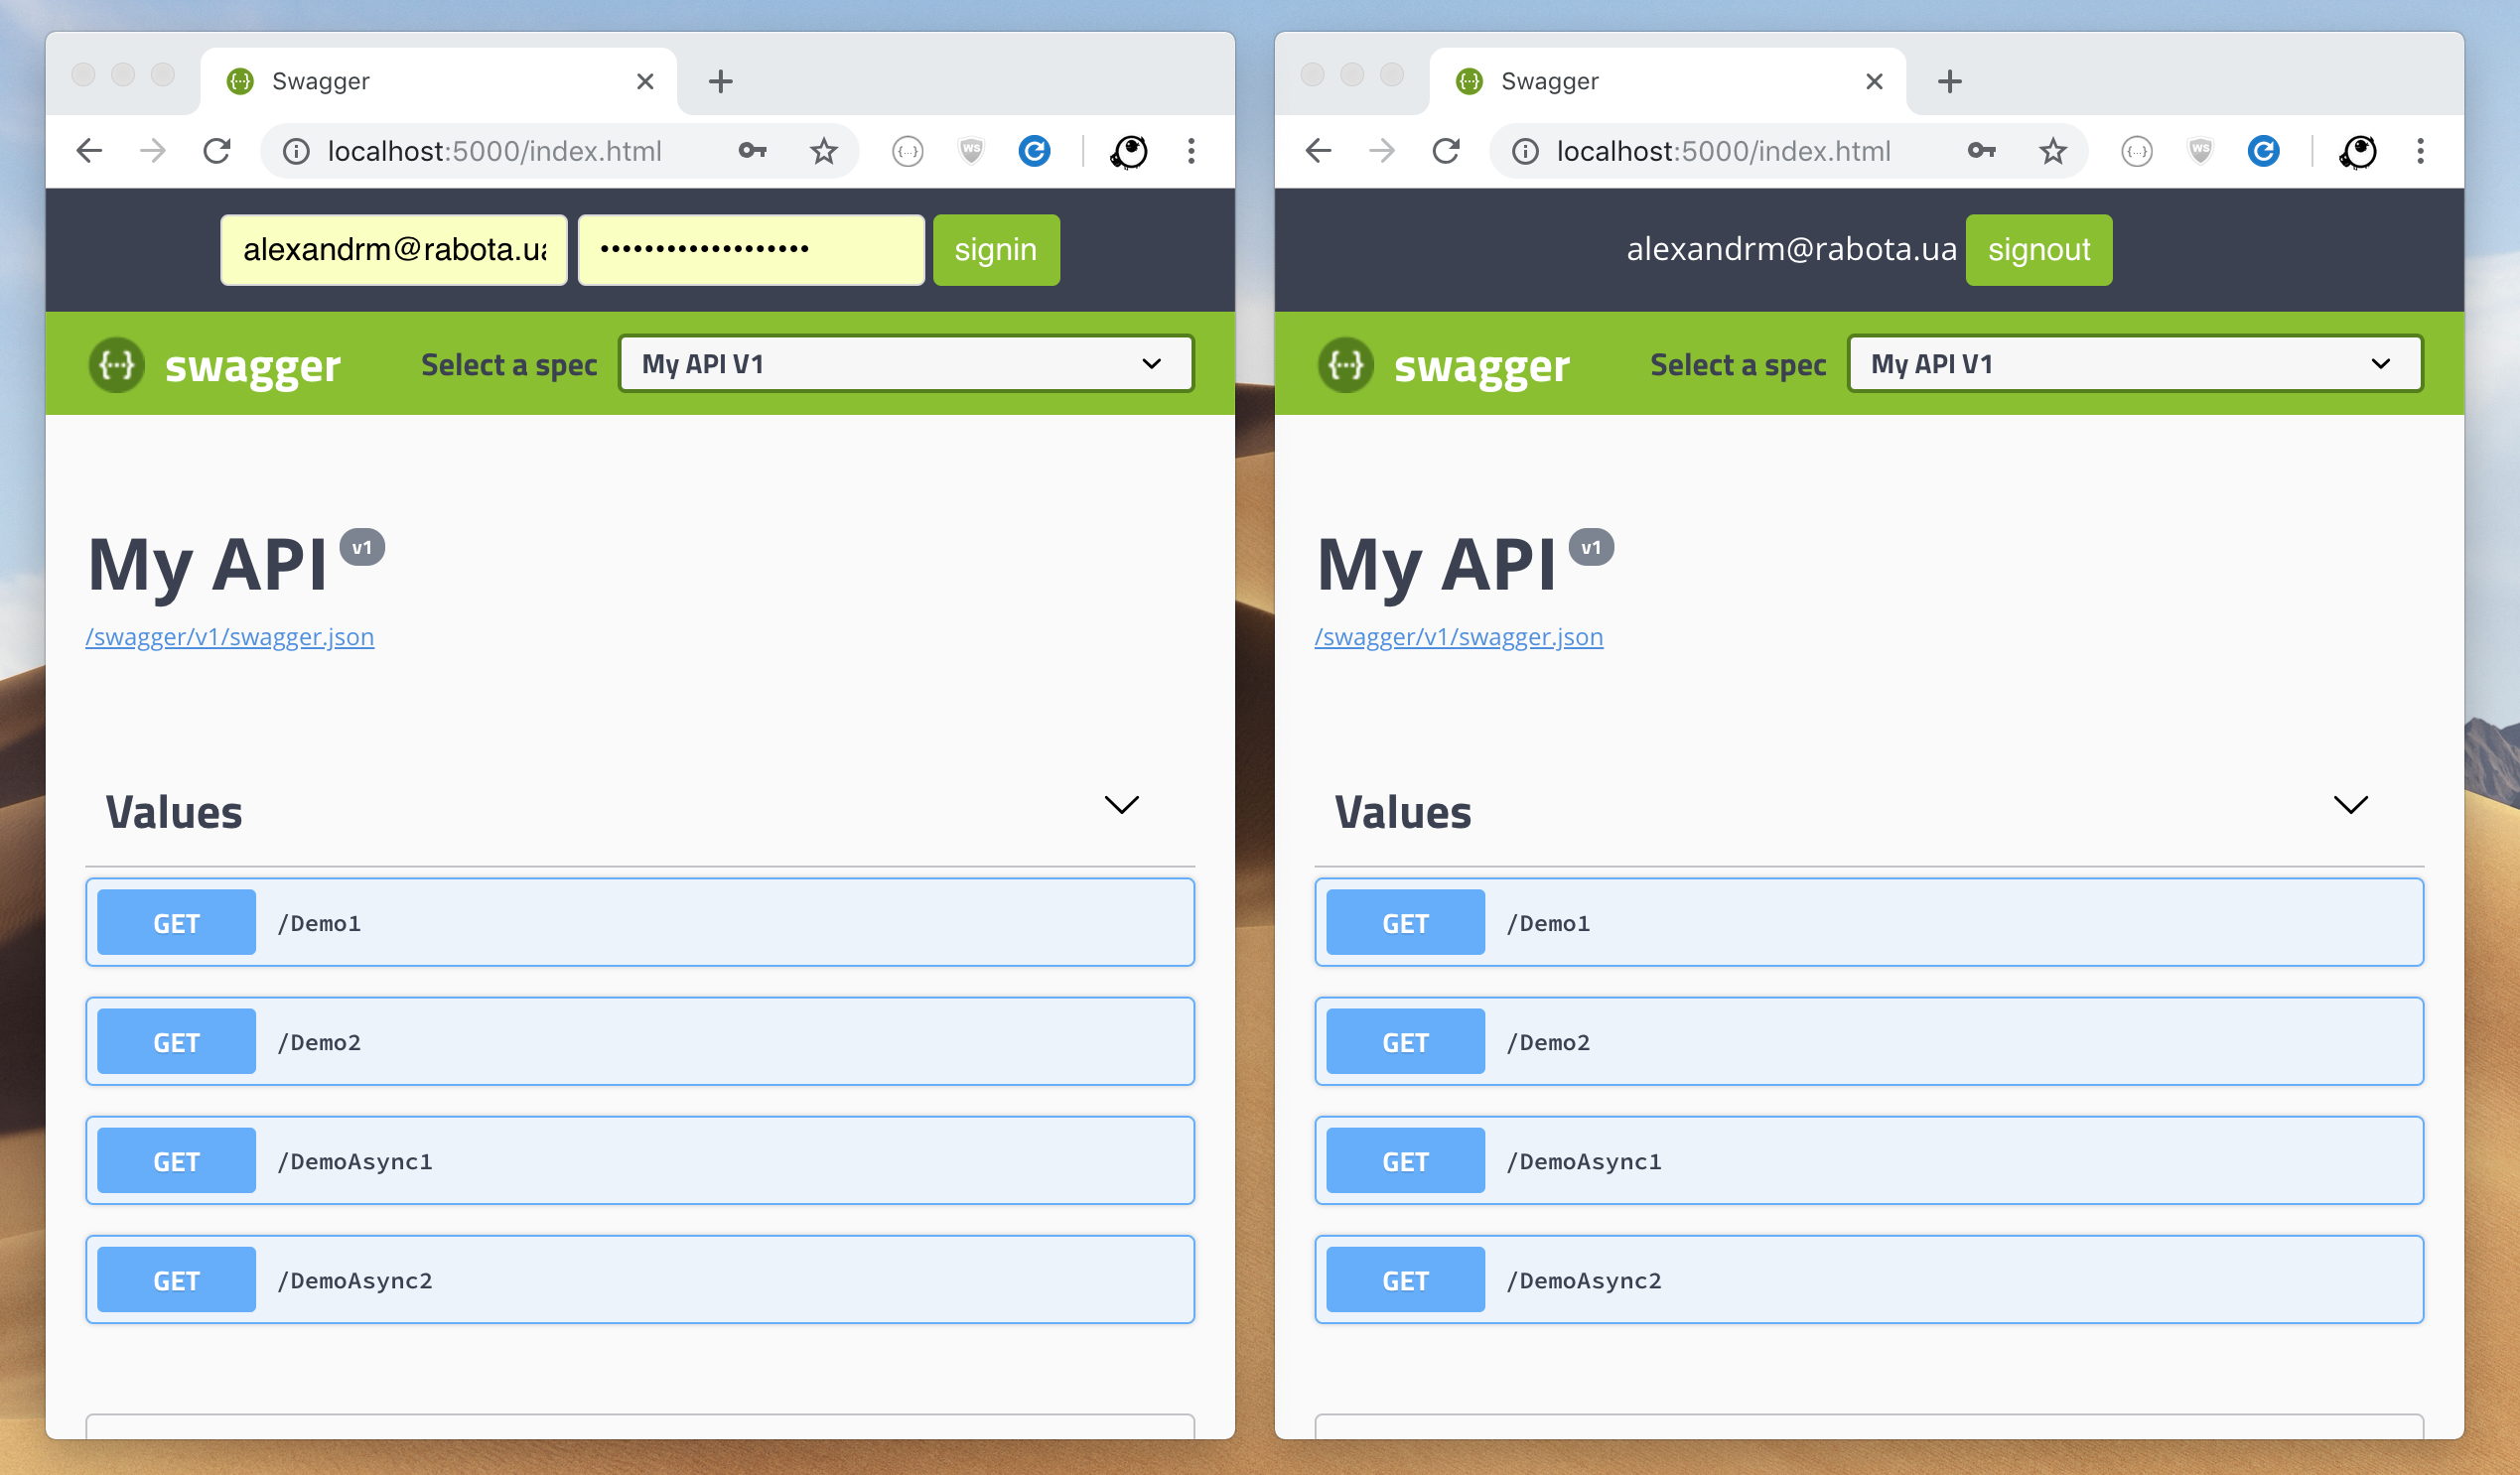 Swagger
localhost:5000/index.html
alexandrm@rabota.ua signin
swagger Select a spec My API V1
My API v1
/swagger/v1/swagger.json
Values
GET /Demo1
GET /Demo2
GET /DemoAsync1
GET /DemoAsync2
Swagger
localhost:5000/index.html
alexandrm@rabota.ua signout
swagger Select a spec My API V1
My API v1
/swagger/v1/swagger.json
Values
GET /Demo1
GET /Demo2
GET /DemoAsync1
GET /DemoAsync2